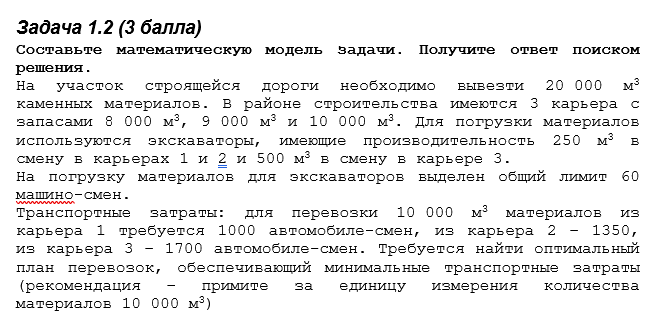 Задача 1.2 (3 балла)
Составьте математическую модель задачи. Получите ответ поиском
решения.
На участок строящейся дороги необходимо вывезти 20 000 м³
каменных материалов. В районе строительства имеются 3 карьера с
запасами 8 000 м³, 9 000 м³ и 10 000 м³. Для погрузки материалов
используются экскаваторы, имеющие производительность 250 м³ в
смену в карьерах 1 и 2 и 500 м³ в смену в карьере 3.
На погрузку материалов для экскаваторов выделен общий лимит 60
машино-смен.
Транспортные затраты: для перевозки 10 000 м³ материалов из
карьера 1 требуется 1000 автомобиле-смен, из карьера 2 – 1350,
из карьера 3 – 1700 автомобиле-смен. Требуется найти оптимальный
план перевозок, обеспечивающий минимальные транспортные затраты
(рекомендация – примите за единицу измерения количества
материалов 10 000 м³)